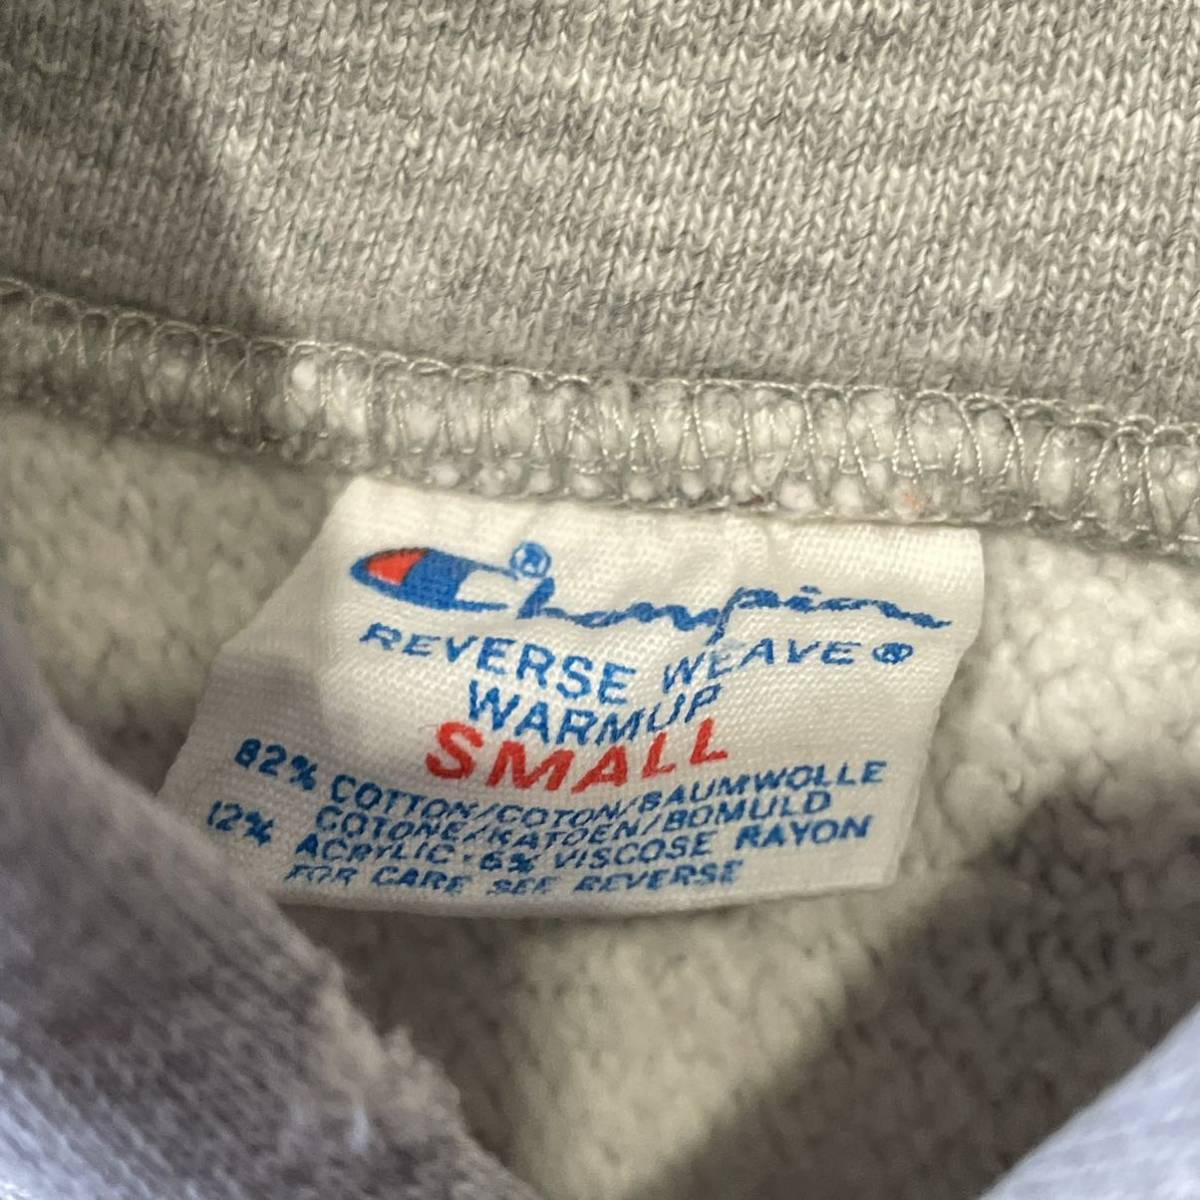 Champion®
REVERSE WEAVE®
WARMUP
SMALL
82% COTTON/COTON/BAUMWOLLE
COTONE/KATOEN/BOMULD
12% ACRYLIC·6% VISCOSE RAYON
FOR CARE SEE REVERSE